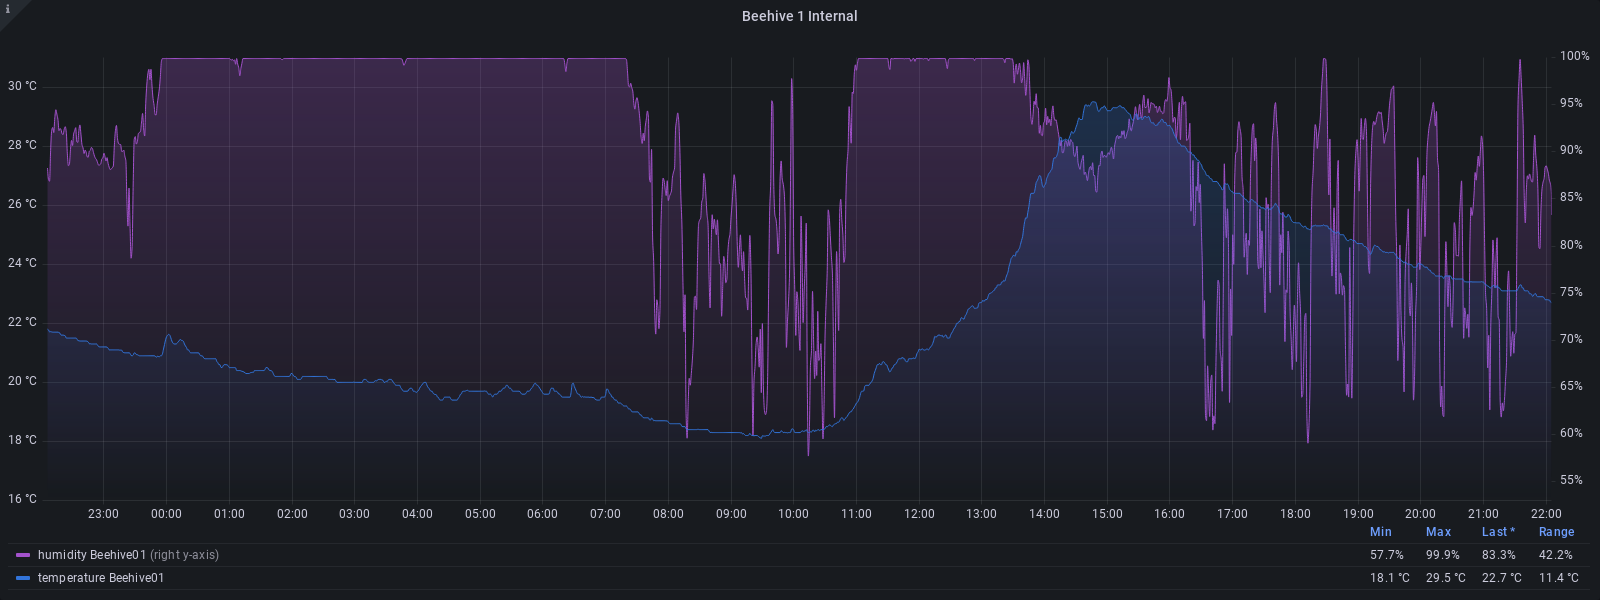 i
Beehive 1 Internal
30 °C
28 °C
26 °C
24 °C
22 °C
20 °C
18 °C
16 °C
100%
95%
90%
85%
80%
75%
70%
65%
60%
55%
23:00 00:00 01:00 02:00 03:00 04:00 05:00 06:00 07:00 08:00 09:00 10:00 11:00 12:00 13:00 14:00 15:00 16:00 17:00 18:00 19:00 20:00 21:00 22:00
Min Max Last * Range
humidity Beehive01 (right y-axis) 57.7% 99.9% 83.3% 42.2%
temperature Beehive01 18.1 °C 29.5 °C 22.7 °C 11.4 °C